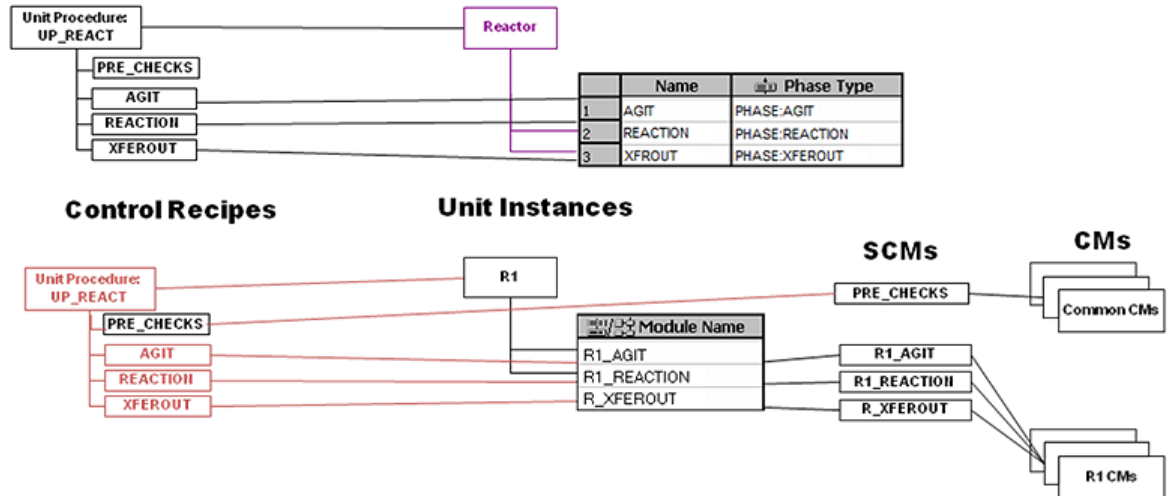 Unit Procedure:
UP_REACT
Reactor
PRE_CHECKS
AGIT
REACTION
XFEROUT
Name
Phase Type
1
AGIT
PHASE:AGIT
2
REACTION
PHASE:REACTION
3
XFROUT
PHASE:XFEROUT
Control Recipes
Unit Instances
SCMs
CMs
Unit Procedure:
UP_REACT
R1
PRE_CHECKS
PRE_CHECKS
Common CMs
Module Name
AGIT
R1_AGIT
R1_AGIT
REACTION
R1_REACTION
R1_REACTION
XFEROUT
R_XFEROUT
R_XFEROUT
R1 CMs